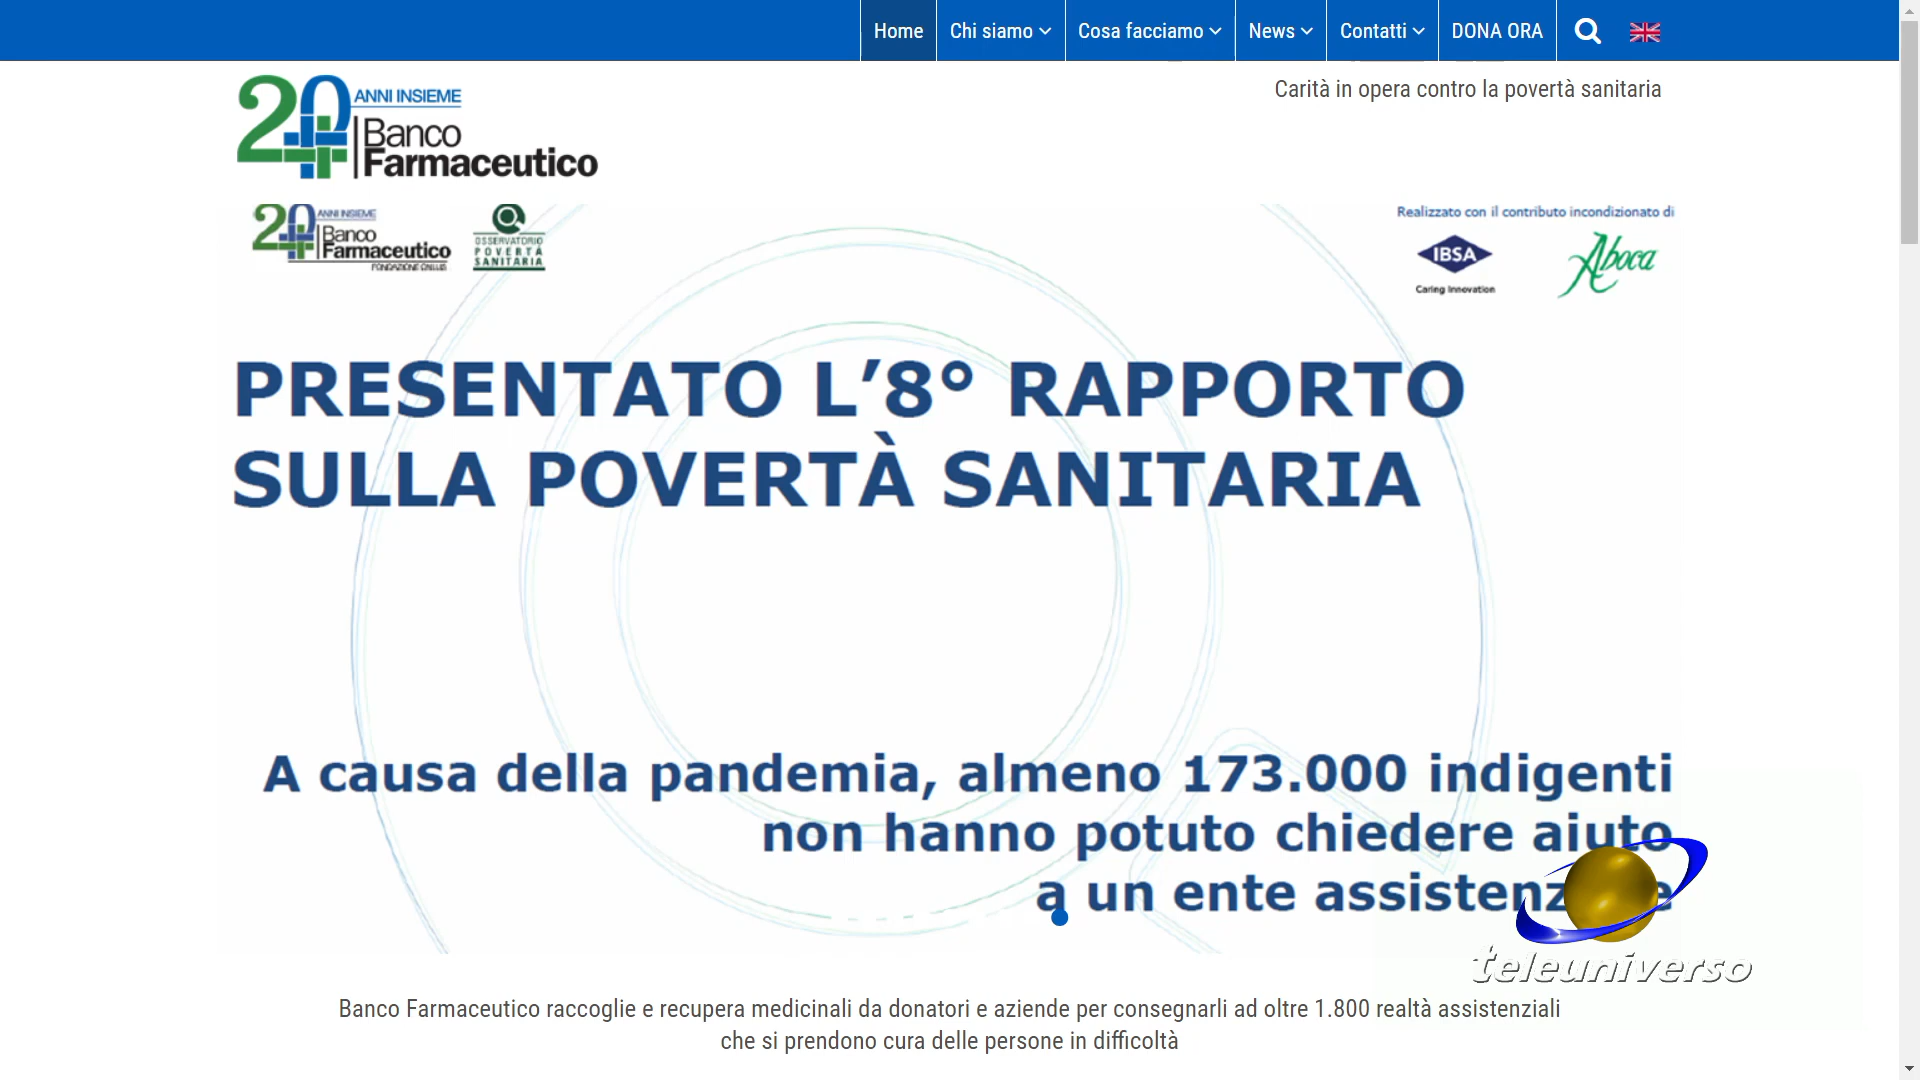 Home
Chi siamo
Cosa facciamo
News
Contatti
DONA ORA
20 ANNI INSIEME
Banco
Farmaceutico
Carità in opera contro la povertà sanitaria
20 ANNI INSIEME
Banco
Farmaceutico
FONDAZIONE ONLUS
OSSERVATORIO
POVERTÀ
SANITARIA
Realizzato con il contributo incondizionato di
IBSA
Caring Innovation
Aboca
PRESENTATO L’8° RAPPORTO
SULLA POVERTÀ SANITARIA
A causa della pandemia, almeno 173.000 indigenti
non hanno potuto chiedere aiuto
a un ente
teleuniverso
Banco Farmaceutico raccoglie e recupera medicinali da donatori e aziende per consegnarli ad oltre 1.800 realtà assistenziali
che si prendono cura delle persone in difficoltà